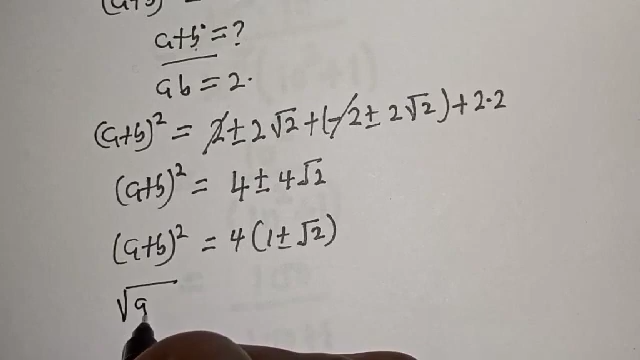 (a+b)
a+b = ?
ab = 2.
(a+b)² = 2 ± 2√2 + (-2 ± 2√2) + 2·2
(a+b)² = 4 ± 4√2
(a+b)² = 4(1 ± √2)
√a